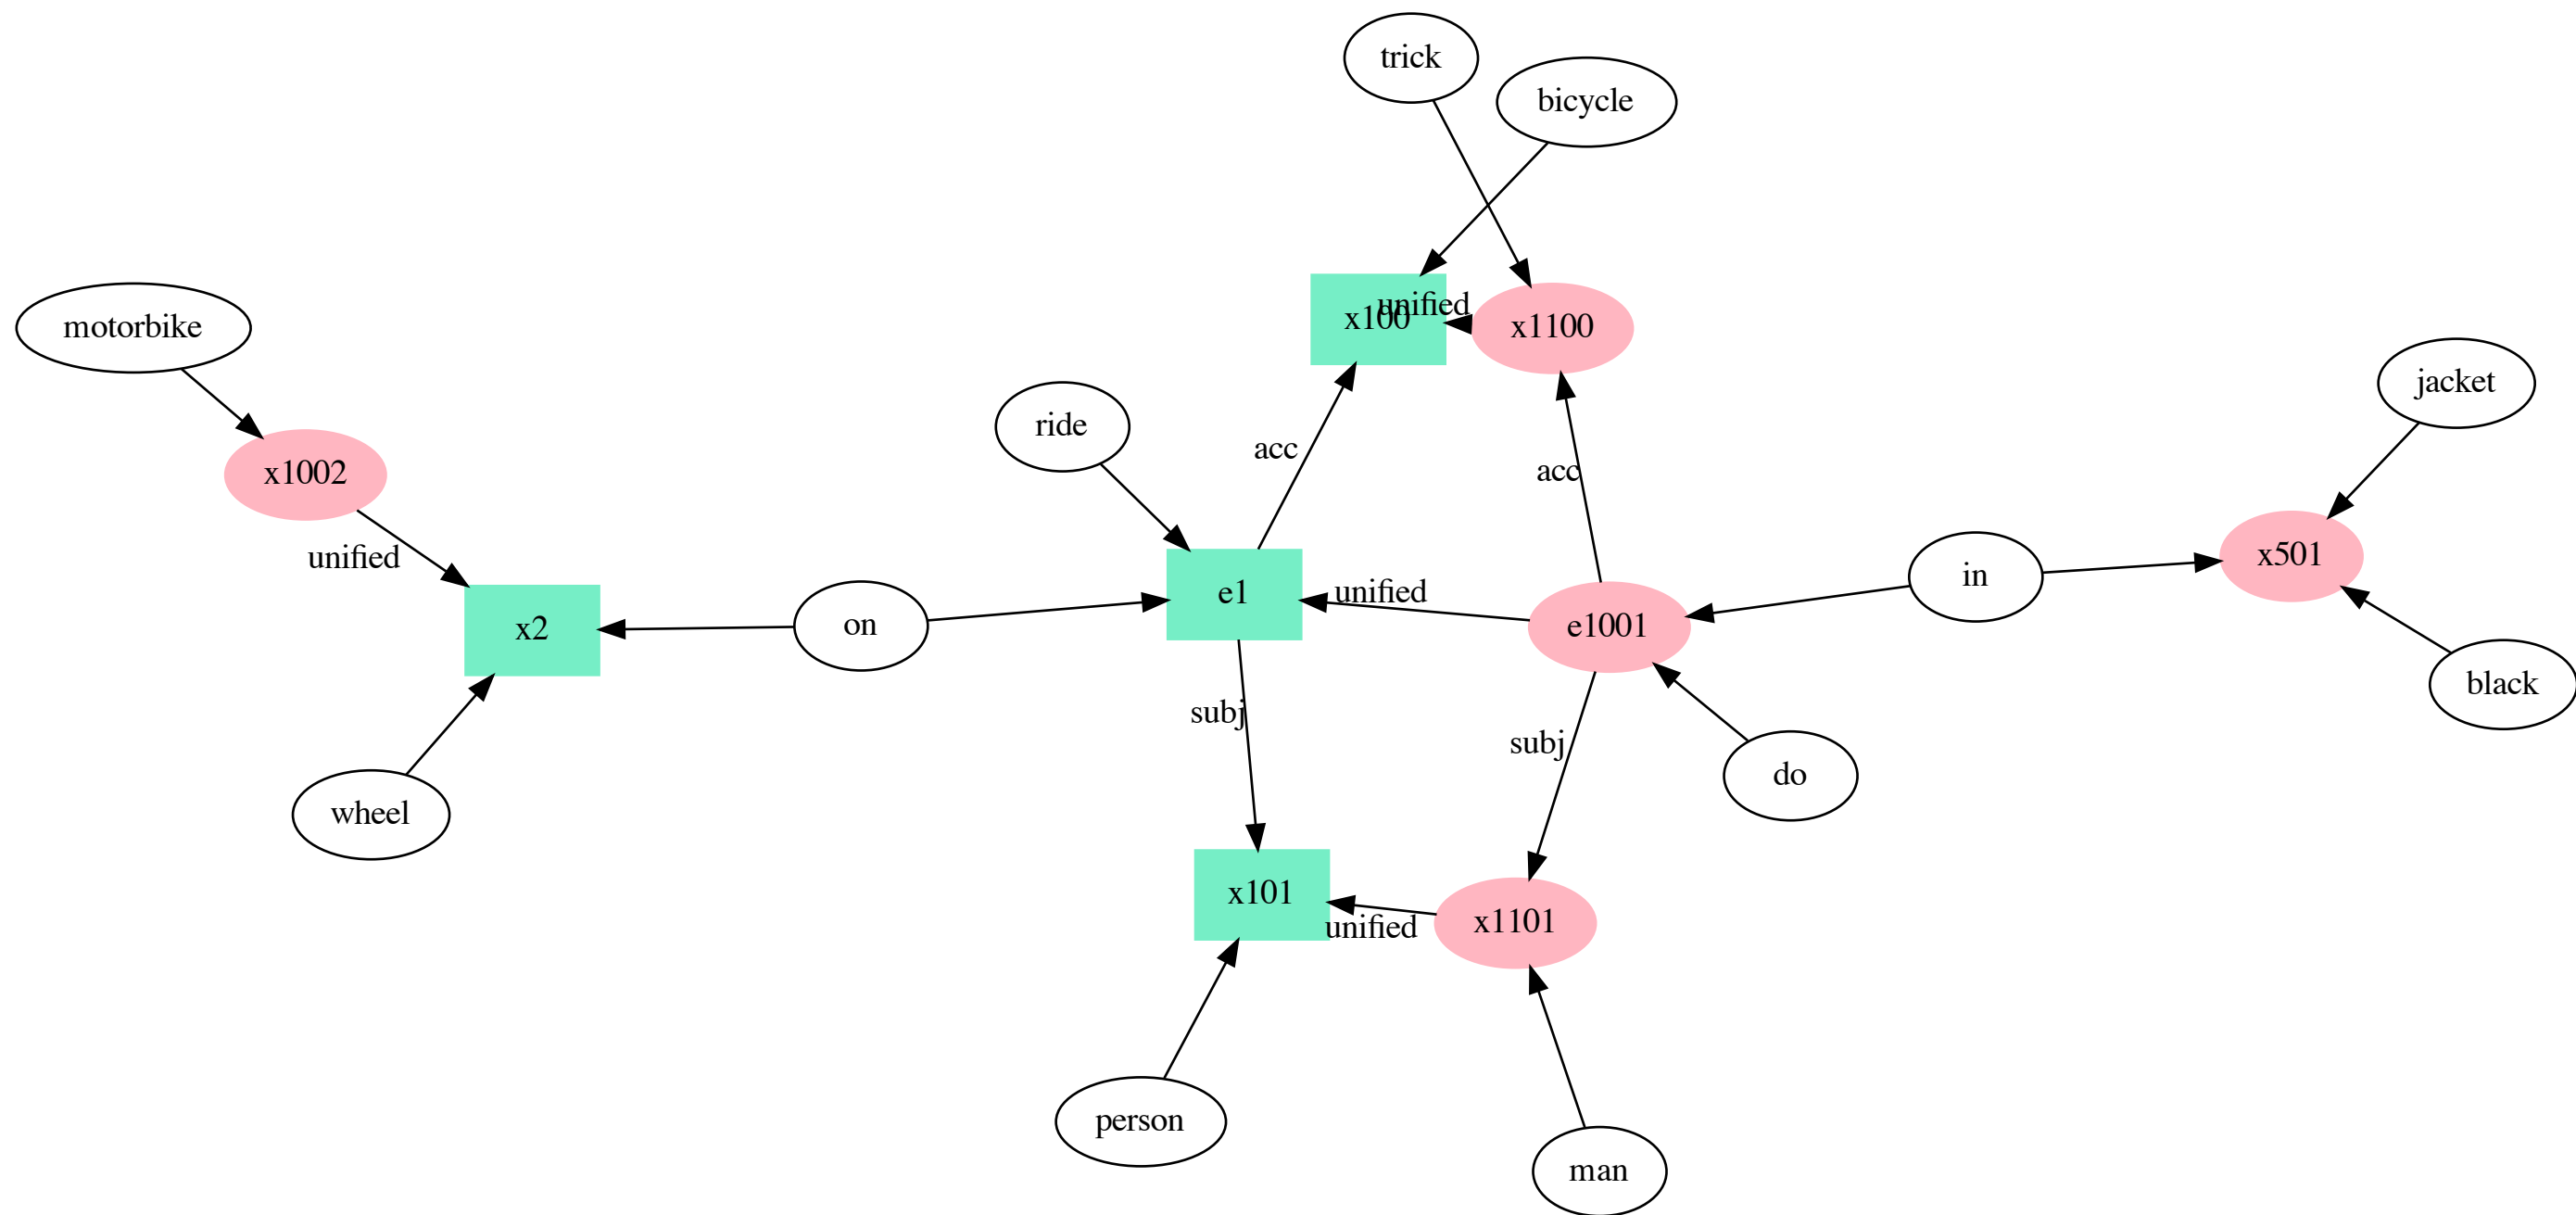 trick
bicycle
motorbike
unified
x100
x1100
jacket
ride
acc
acc
x1002
unified
x501
in
e1
unified
on
e1001
x2
black
subj
subj
do
wheel
x101
unified
x1101
person
man